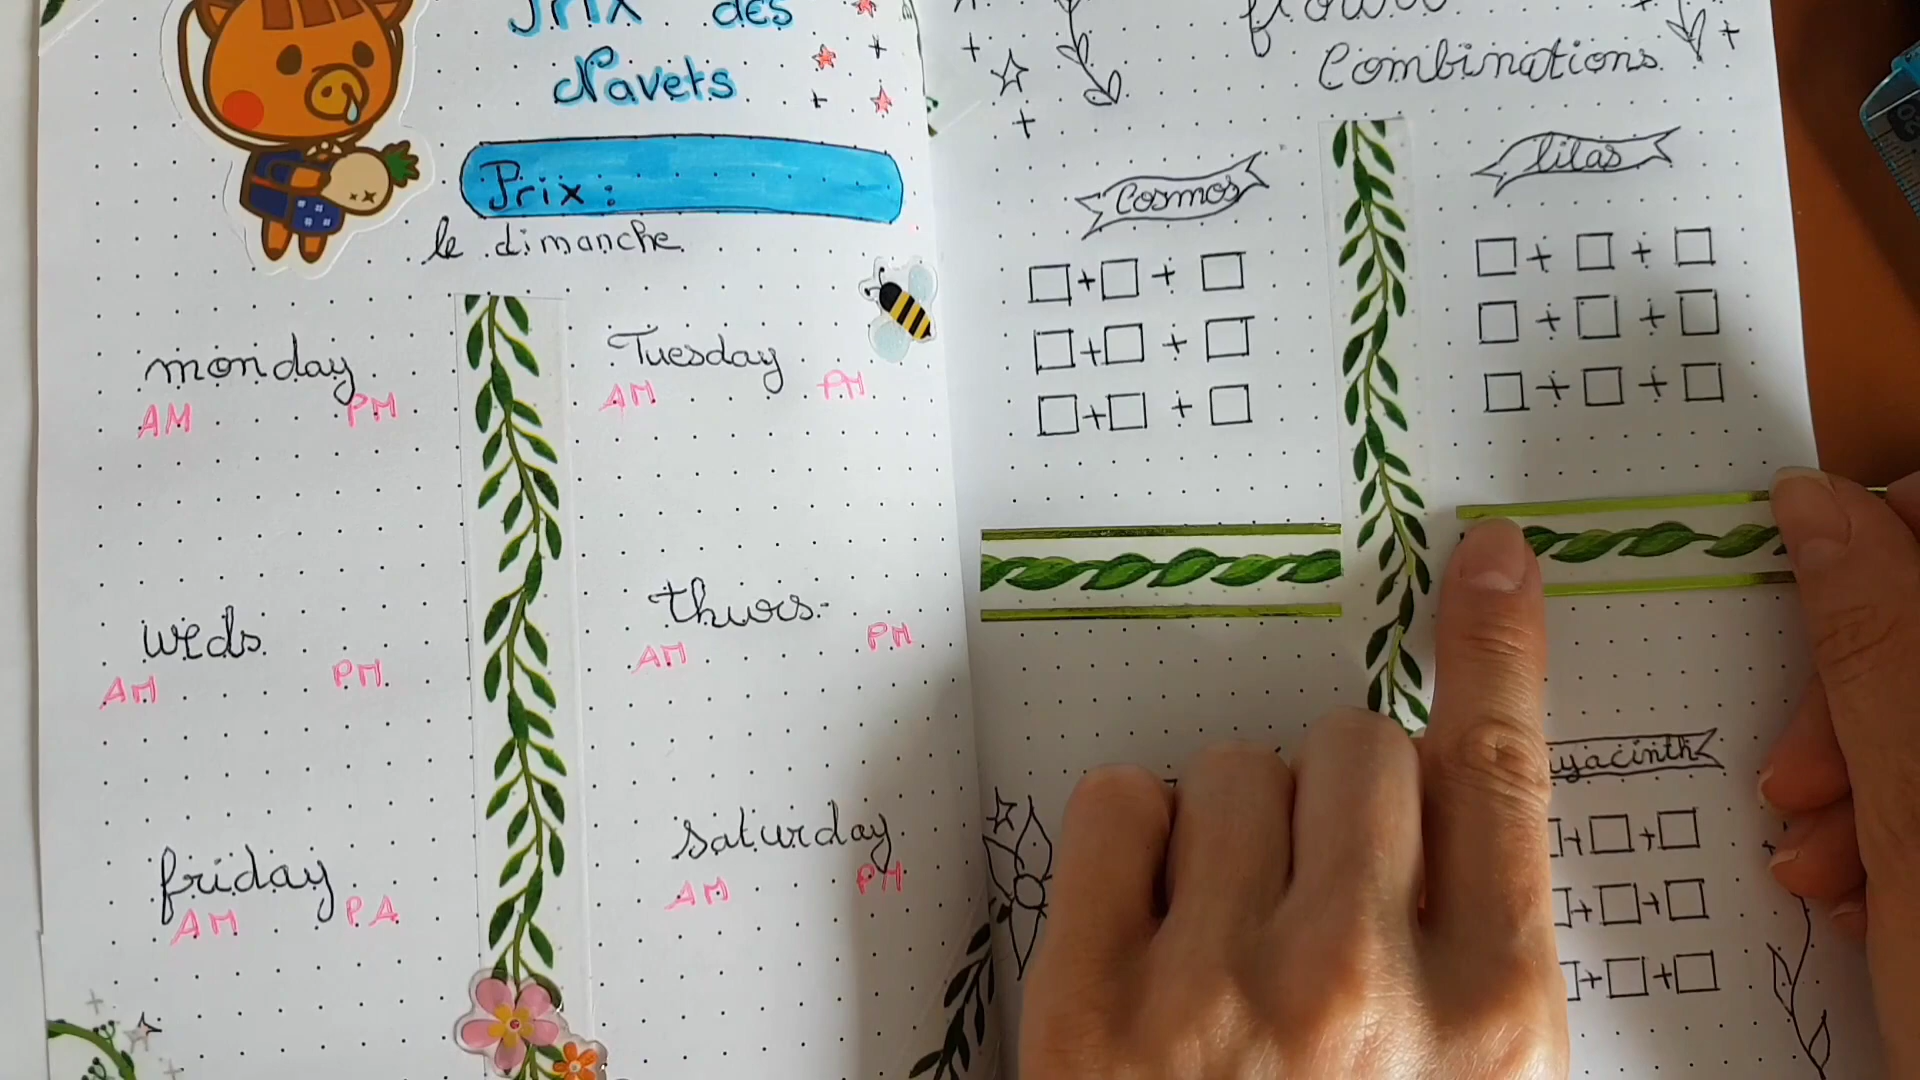 Prix des
Navets
Prix :
le dimanche
monday
AM PM
Tuesday
AM PM
weds
AM PM
thurs.
AM PM
friday
AM PA
saturday
AM PM
Combinations
Cosmos
□+□+□
□+□+□
□+□+□
lilas
□+□+□
□+□+□
□+□+□
yacinth
+□+□
+□+□
□+□+□